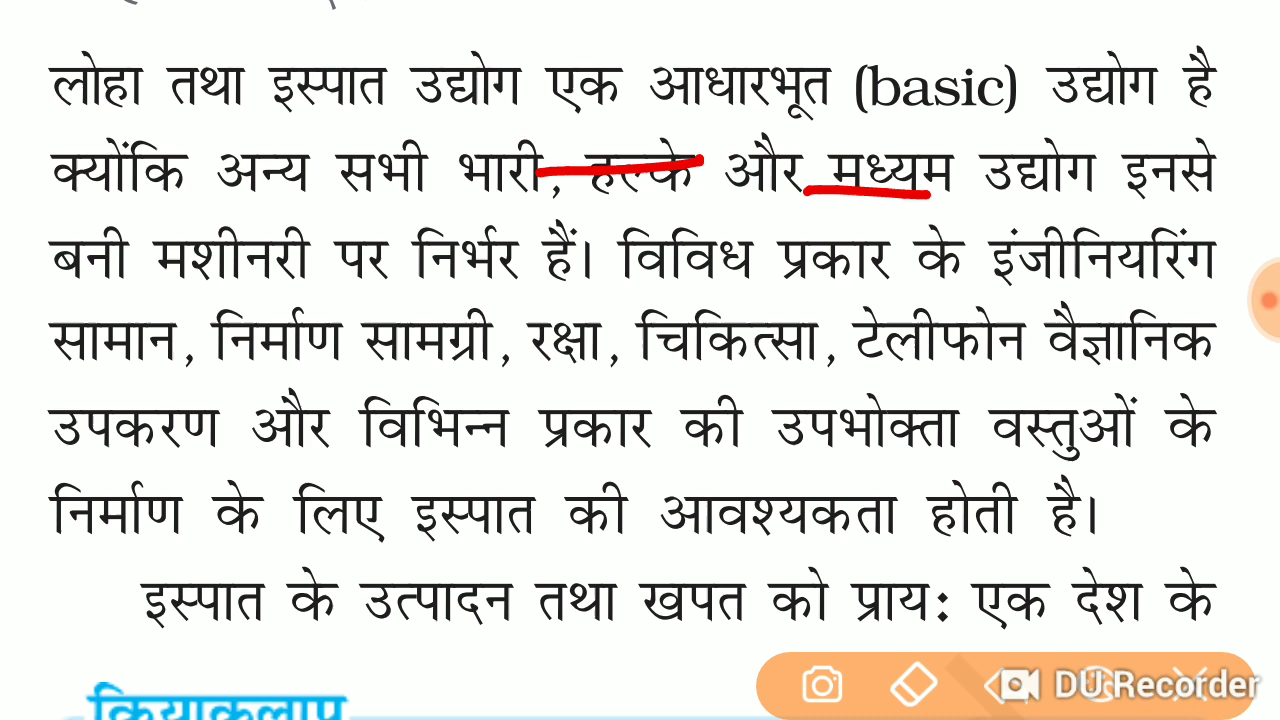 लोहा तथा इस्पात उद्योग एक आधारभूत (basic) उद्योग है
क्योंकि अन्य सभी भारी, हल्के और मध्यम उद्योग इनसे
बनी मशीनरी पर निर्भर हैं। विविध प्रकार के इंजीनियरिंग
सामान, निर्माण सामग्री, रक्षा, चिकित्सा, टेलीफोन वैज्ञानिक
उपकरण और विभिन्न प्रकार की उपभोक्ता वस्तुओं के
निर्माण के लिए इस्पात की आवश्यकता होती है।
इस्पात के उत्पादन तथा खपत को प्राय: एक देश के
क्रियाकलाप
DU Recorder